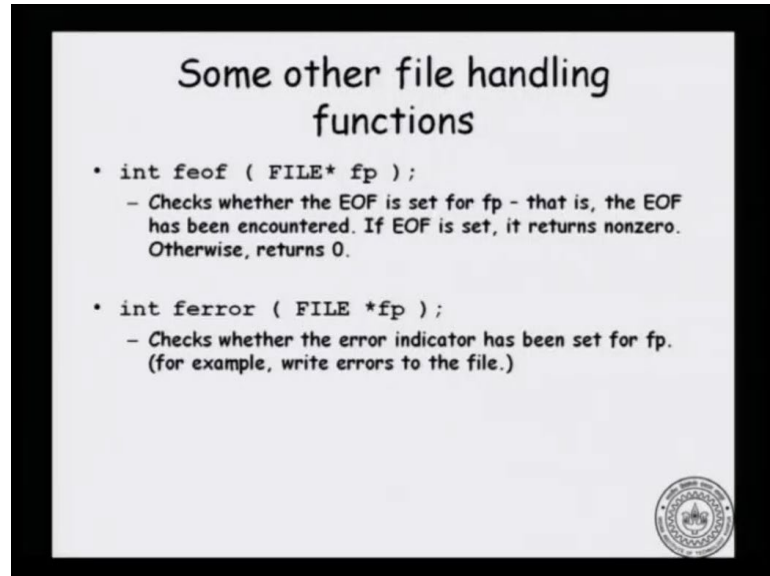 Some other file handling
functions
• int feof ( FILE* fp );
– Checks whether the EOF is set for fp - that is, the EOF
has been encountered. If EOF is set, it returns nonzero.
Otherwise, returns 0.
• int ferror ( FILE *fp );
– Checks whether the error indicator has been set for fp.
(for example, write errors to the file.)